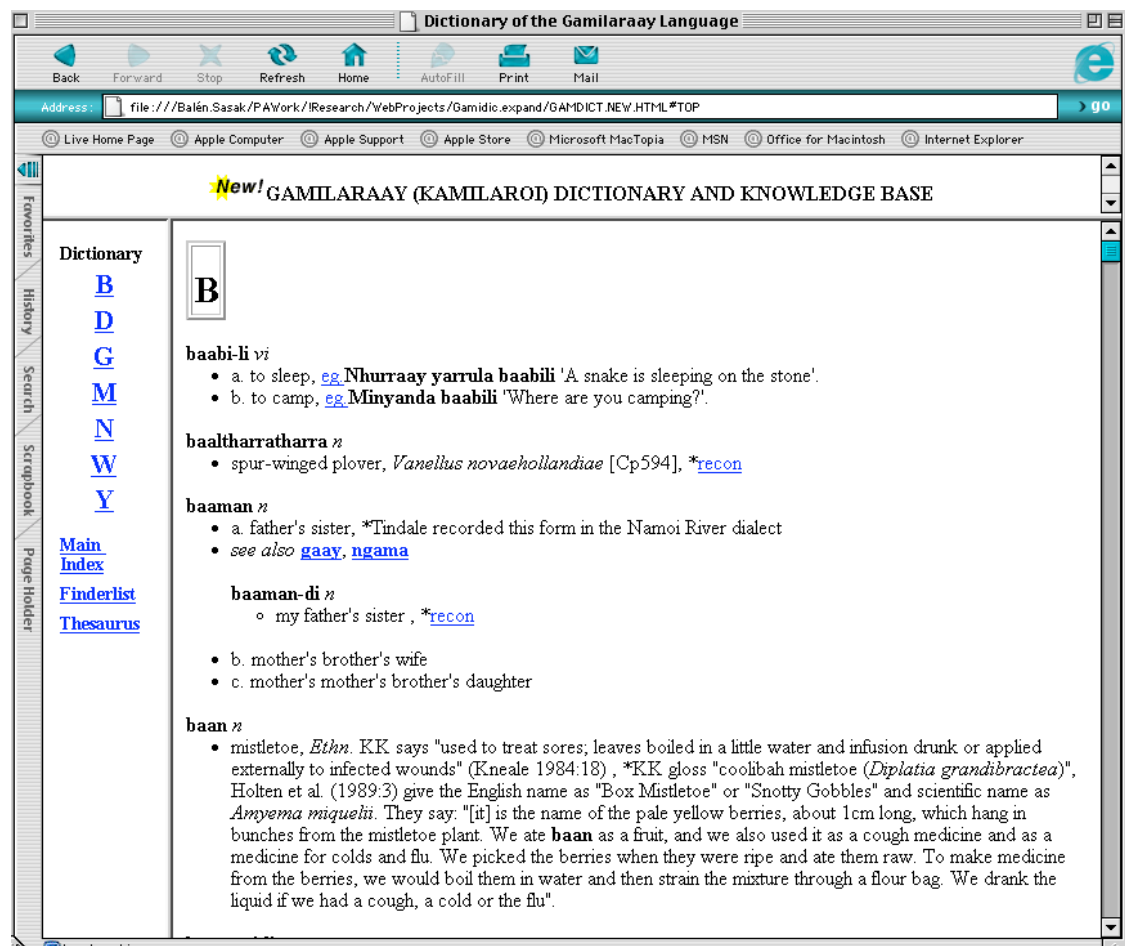 Dictionary of the Gamilaraay Language
Back Forward Stop Refresh Home AutoFill Print Mail
Address: file:///Balén.Sasak/PAWork/!Research/WebProjects/Gamidic.expand/GAMDICT.NEW.HTML#TOP go
Live Home Page Apple Computer Apple Support Apple Store Microsoft MacTopia MSN Office for Macintosh Internet Explorer
Favorites
History
Search
Scrapbook
Page Holder
New! GAMILARAAY (KAMILAROI) DICTIONARY AND KNOWLEDGE BASE
Dictionary
B
D
G
M
N
W
Y
Main
Index
Finderlist
Thesaurus
B
baabi-li vi
• a. to sleep, eg.Nhurraay yarrula baabili 'A snake is sleeping on the stone'.
• b. to camp, eg.Minyanda baabili 'Where are you camping?'.
baaltharratharra n
• spur-winged plover, Vanellus novaehollandiae [Cp594], *recon
baaman n
• a. father's sister, *Tindale recorded this form in the Namoi River dialect
• see also gaay, ngama
baaman-di n
◦ my father's sister , *recon
• b. mother's brother's wife
• c. mother's mother's brother's daughter
baan n
• mistletoe, Ethn. KK says "used to treat sores; leaves boiled in a little water and infusion drunk or applied
externally to infected wounds" (Kneale 1984:18) , *KK gloss "coolibah mistletoe (Diplatia grandibractea)",
Holten et al. (1989:3) give the English name as "Box Mistletoe" or "Snotty Gobbles" and scientific name as
Amyema miquelii. They say: "[it] is the name of the pale yellow berries, about 1cm long, which hang in
bunches from the mistletoe plant. We ate baan as a fruit, and we also used it as a cough medicine and as a
medicine for colds and flu. We picked the berries when they were ripe and ate them raw. To make medicine
from the berries, we would boil them in water and then strain the mixture through a flour bag. We drank the
liquid if we had a cough, a cold or the flu".